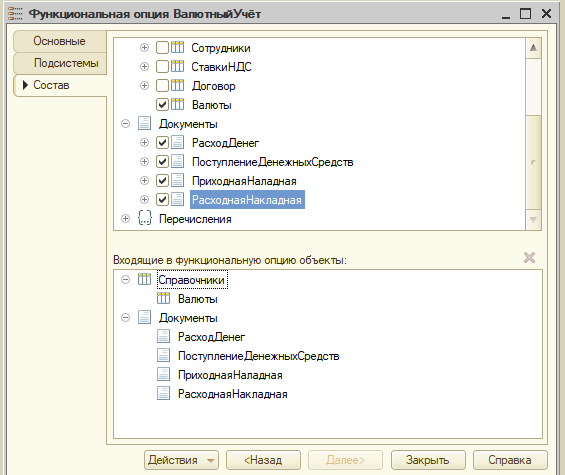 Функциональная опция ВалютныйУчёт
Основные
Подсистемы
Состав
Сотрудники
СтавкиНДС
Договор
Валюты
Документы
РасходДенег
ПоступлениеДенежныхСредств
ПриходнаяНаладная
РасходнаяНакладная
Перечисления
Входящие в функциональную опцию объекты:
Справочники
Валюты
Документы
РасходДенег
ПоступлениеДенежныхСредств
ПриходнаяНаладная
РасходнаяНакладная
Действия
<Назад
Далее>
Закрыть
Справка